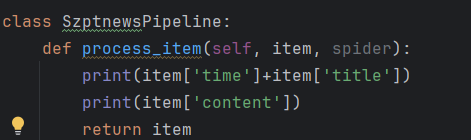 class SzptnewsPipeline:
    def process_item(self, item, spider):
        print(item['time']+item['title'])
        print(item['content'])
        return item